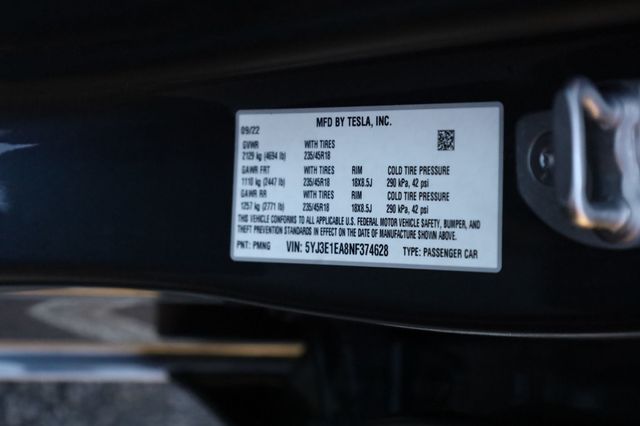 MFD BY TESLA, INC.
09/22
GVWR WITH TIRES
2129 kg (4694 lb) 235/45R18
GAWR FRT WITH TIRES RIM COLD TIRE PRESSURE
1110 kg (2447 lb) 235/45R18 18X8.5J 290 kPa, 42 psi
GAWR RR WITH TIRES RIM COLD TIRE PRESSURE
1257 kg (2771 lb) 235/45R18 18X8.5J 290 kPa, 42 psi
THIS VEHICLE CONFORMS TO ALL APPLICABLE U.S. FEDERAL MOTOR VEHICLE SAFETY, BUMPER, AND
THEFT PREVENTION STANDARDS IN EFFECT ON THE DATE OF MANUFACTURE SHOWN ABOVE.
PNT: PMNG VIN: 5YJ3E1EA8NF374628 TYPE: PASSENGER CAR